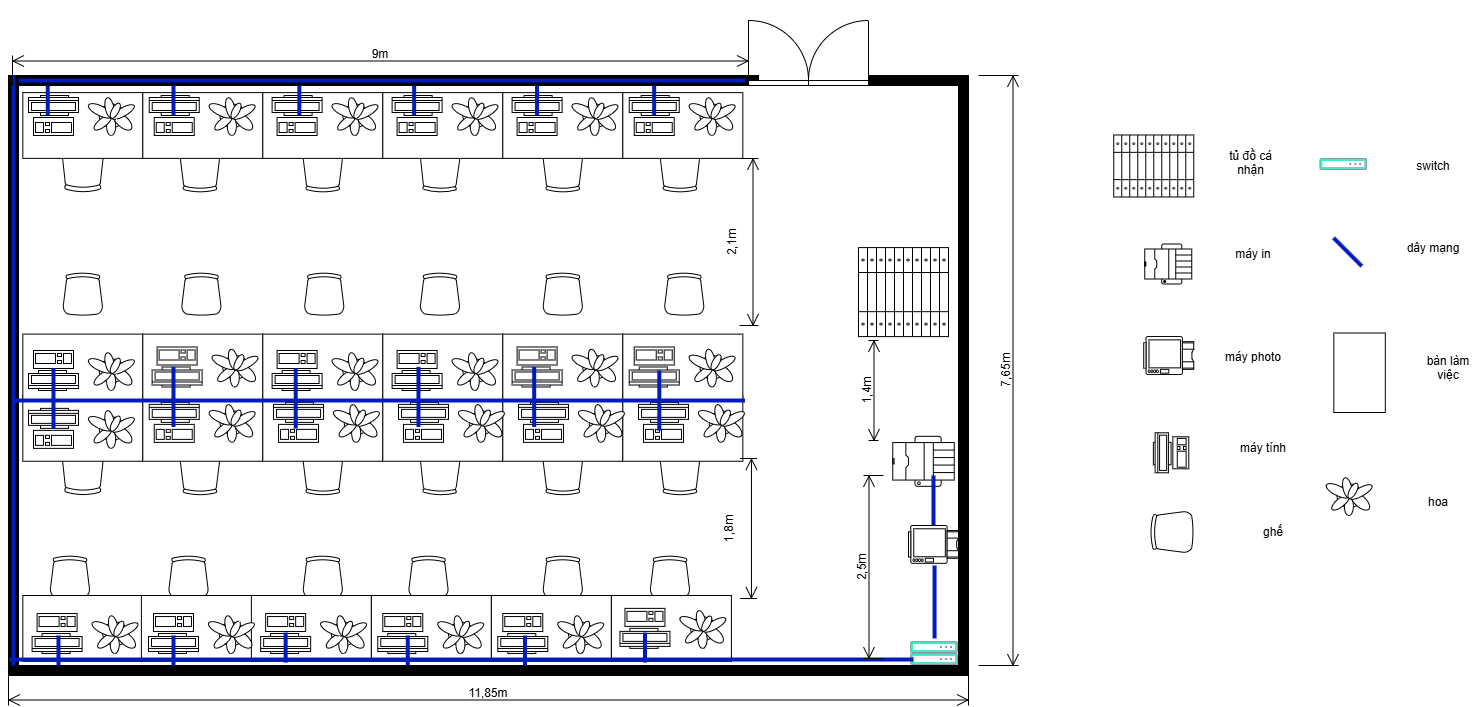 9m
2,1m
7,65m
1,4m
1,8m
2,5m
11,85m
tủ đồ cá
nhận
switch
máy in
dây mạng
máy photo
bàn làm
việc
máy tính
hoa
ghế